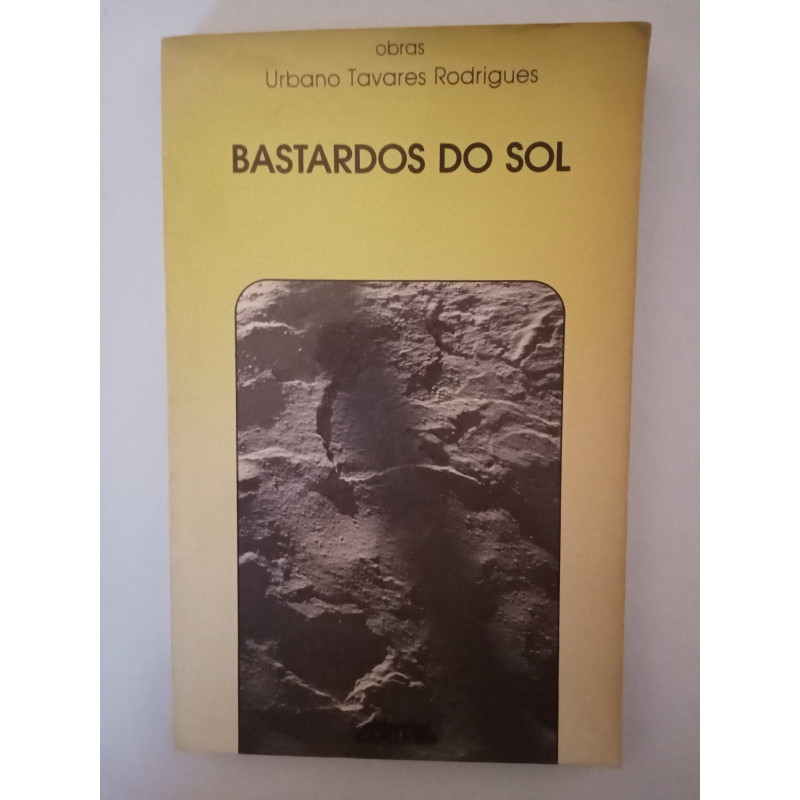 obras
Urbano Tavares Rodrigues
BASTARDOS DO SOL